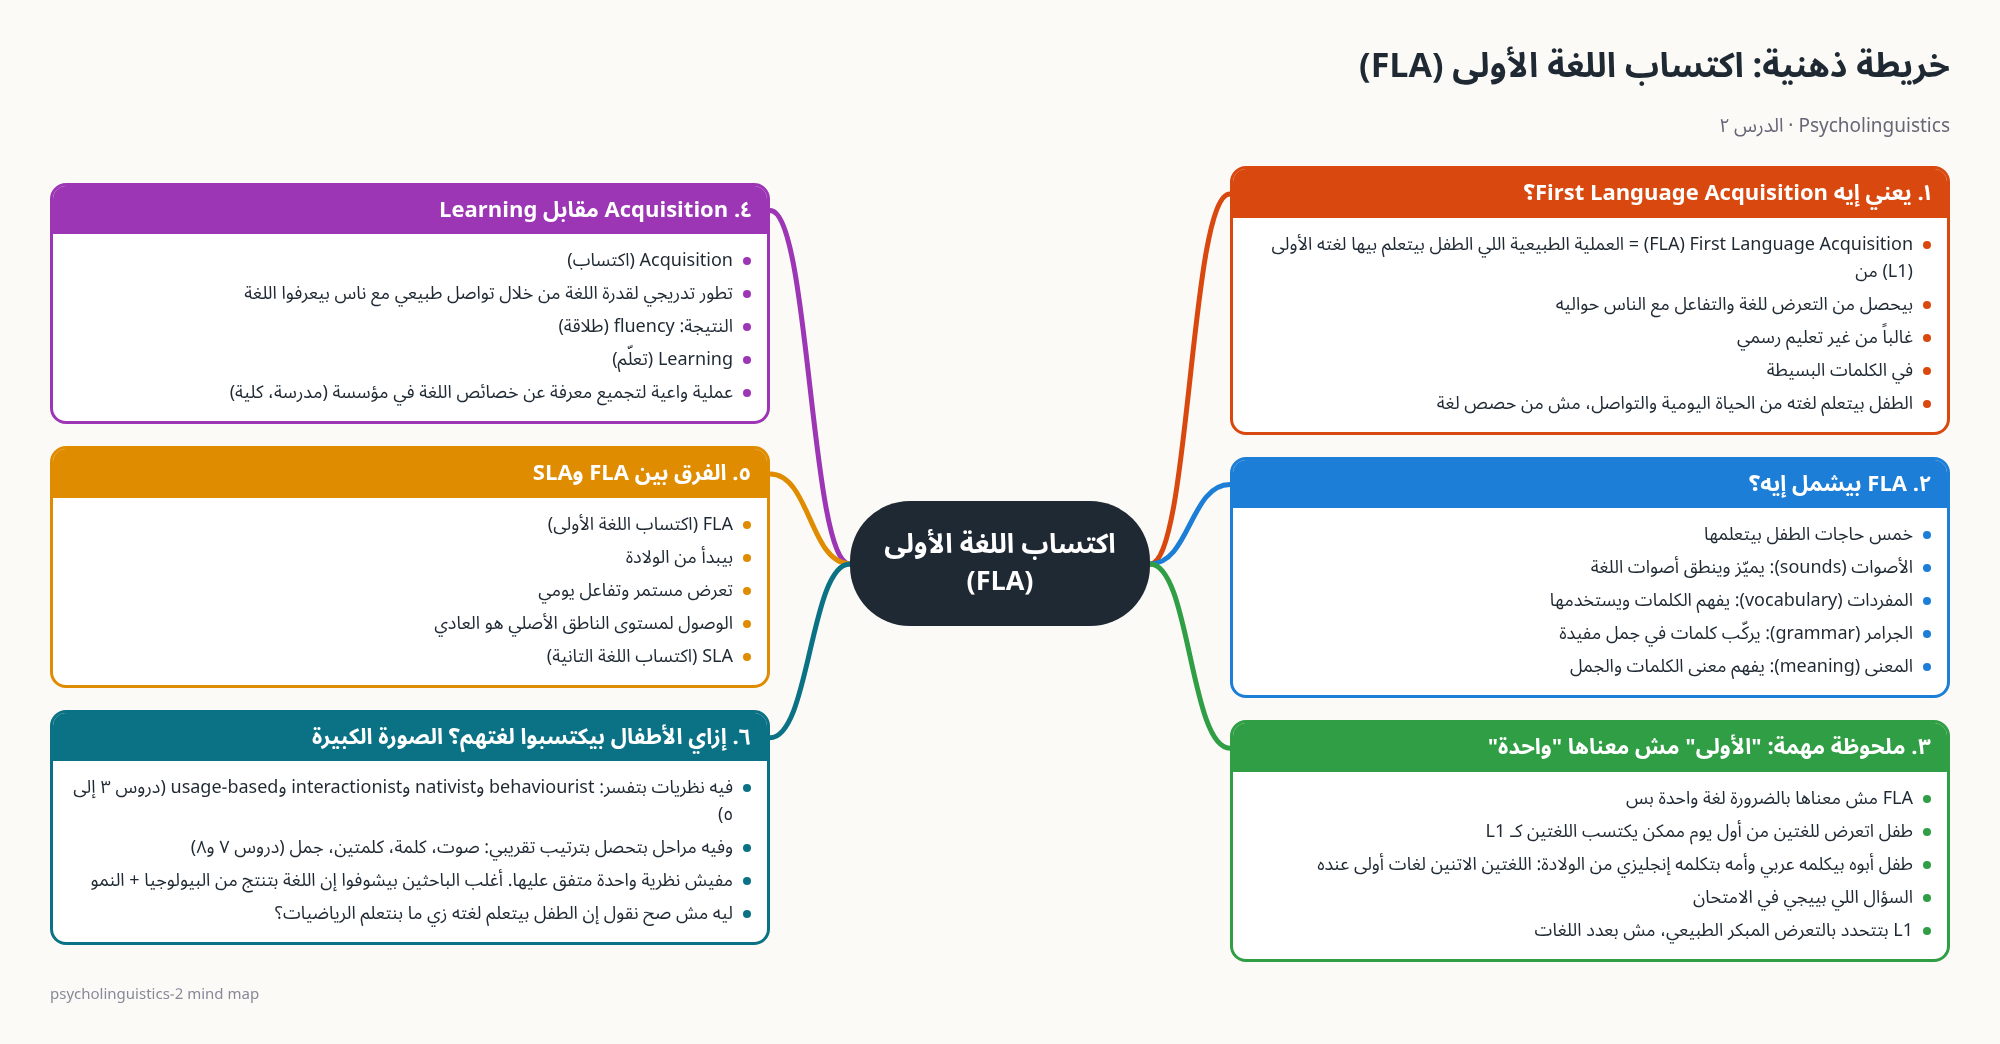 خريطة ذهنية: اكتساب اللغة الأولى (FLA)
Psycholinguistics · الدرس ٢
١. يعني إيه First Language Acquisition؟
First Language Acquisition (FLA) = العملية الطبيعية اللي الطفل بيتعلم بيها لغته الأولى
(L1) من
بيحصل من التعرض للغة والتفاعل مع الناس حواليه
غالباً من غير تعليم رسمي
في الكلمات البسيطة
الطفل بيتعلم لغته من الحياة اليومية والتواصل، مش من حصص لغة
٢. FLA بيشمل إيه؟
خمس حاجات الطفل بيتعلمها
الأصوات (sounds): يميّز وينطق أصوات اللغة
المفردات (vocabulary): يفهم الكلمات ويستخدمها
الجرامر (grammar): يركّب كلمات في جمل مفيدة
المعنى (meaning): يفهم معنى الكلمات والجمل
٣. ملحوظة مهمة: "الأولى" مش معناها "واحدة"
FLA مش معناها بالضرورة لغة واحدة بس
طفل اتعرض للغتين من أول يوم ممكن يكتسب اللغتين كـ L1
طفل أبوه بيكلمه عربي وأمه بتكلمه إنجليزي من الولادة: اللغتين الاتنين لغات أولى عنده
السؤال اللي بييجي في الامتحان
L1 بتتحدد بالتعرض المبكر الطبيعي، مش بعدد اللغات
اكتساب اللغة الأولى
(FLA)
٤. Acquisition مقابل Learning
Acquisition (اكتساب)
تطور تدريجي لقدرة اللغة من خلال تواصل طبيعي مع ناس بيعرفوا اللغة
النتيجة: fluency (طلاقة)
Learning (تعلّم)
عملية واعية لتجميع معرفة عن خصائص اللغة في مؤسسة (مدرسة، كلية)
٥. الفرق بين FLA وSLA
FLA (اكتساب اللغة الأولى)
بيبدأ من الولادة
تعرض مستمر وتفاعل يومي
الوصول لمستوى الناطق الأصلي هو العادي
SLA (اكتساب اللغة التانية)
٦. إزاي الأطفال بيكتسبوا لغتهم؟ الصورة الكبيرة
فيه نظريات بتفسر: behaviourist وnativist وinteractionist وusage-based (دروس ٣ إلى
٥)
وفيه مراحل بتحصل بترتيب تقريبي: صوت، كلمة، كلمتين، جمل (دروس ٧ و٨)
مفيش نظرية واحدة متفق عليها. أغلب الباحثين بيشوفوا إن اللغة بتنتج من البيولوجيا + النمو
ليه مش صح نقول إن الطفل بيتعلم لغته زي ما بنتعلم الرياضيات؟
psycholinguistics-2 mind map